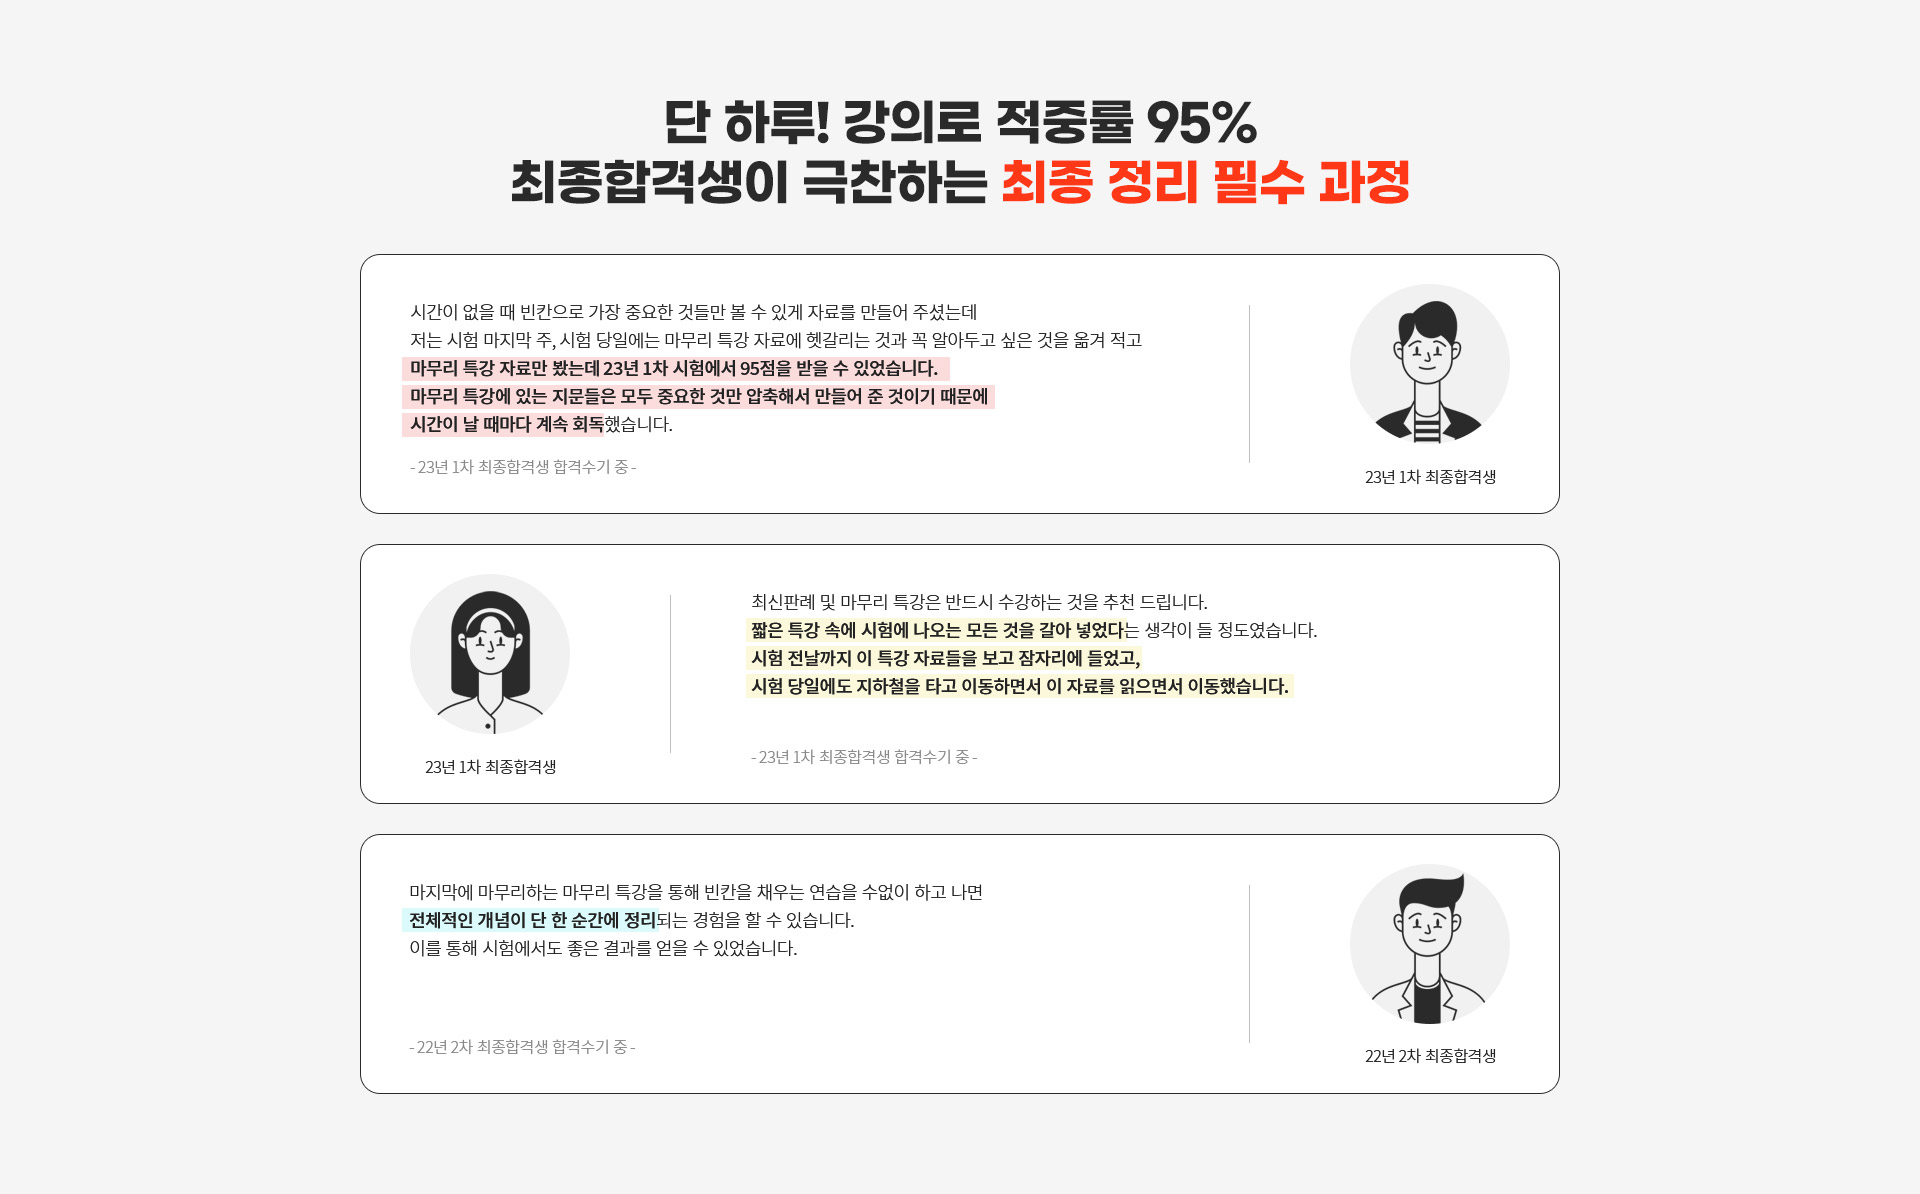 단 하루! 강의로 적중률 95%
최종합격생이 극찬하는 최종 정리 필수 과정
시간이 없을 때 빈칸으로 가장 중요한 것들만 볼 수 있게 자료를 만들어 주셨는데
저는 시험 마지막 주, 시험 당일에는 마무리 특강 자료에 헷갈리는 것과 꼭 알아두고 싶은 것을 옮겨 적고
마무리 특강 자료만 봤는데 23년 1차 시험에서 95점을 받을 수 있었습니다.
마무리 특강에 있는 지문들은 모두 중요한 것만 압축해서 만들어 준 것이기 때문에
시간이 날 때마다 계속 회독했습니다.
- 23년 1차 최종합격생 합격수기 중 -
23년 1차 최종합격생
최신판례 및 마무리 특강은 반드시 수강하는 것을 추천 드립니다.
짧은 특강 속에 시험에 나오는 모든 것을 갈아 넣었다는 생각이 들 정도였습니다.
시험 전날까지 이 특강 자료들을 보고 잠자리에 들었고,
시험 당일에도 지하철을 타고 이동하면서 이 자료를 읽으면서 이동했습니다.
- 23년 1차 최종합격생 합격수기 중 -
23년 1차 최종합격생
마지막에 마무리하는 마무리 특강을 통해 빈칸을 채우는 연습을 수없이 하고 나면
전체적인 개념이 단 한 순간에 정리되는 경험을 할 수 있습니다.
이를 통해 시험에서도 좋은 결과를 얻을 수 있었습니다.
- 22년 2차 최종합격생 합격수기 중 -
22년 2차 최종합격생